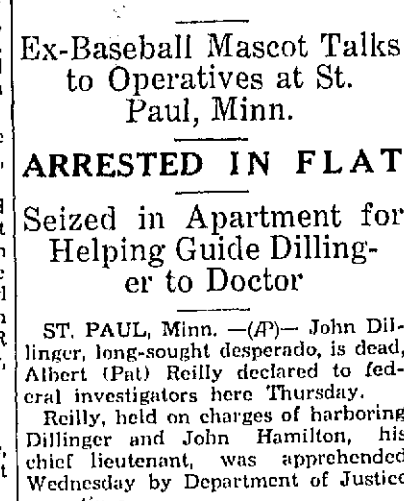 Ex-Baseball Mascot Talks
to Operatives at St.
Paul, Minn.
ARRESTED IN FLAT
Seized in Apartment for
Helping Guide Dilling-
er to Doctor
ST. PAUL, Minn. —(AP)— John Dil-
linger, long-sought desperado, is dead,
Albert (Pat) Reilly declared to fed-
eral investigators here Thursday.
Reilly, held on charges of harboring
Dillinger and John Hamilton, his
chief lieutenant, was apprehended
Wednesday by Department of Justice